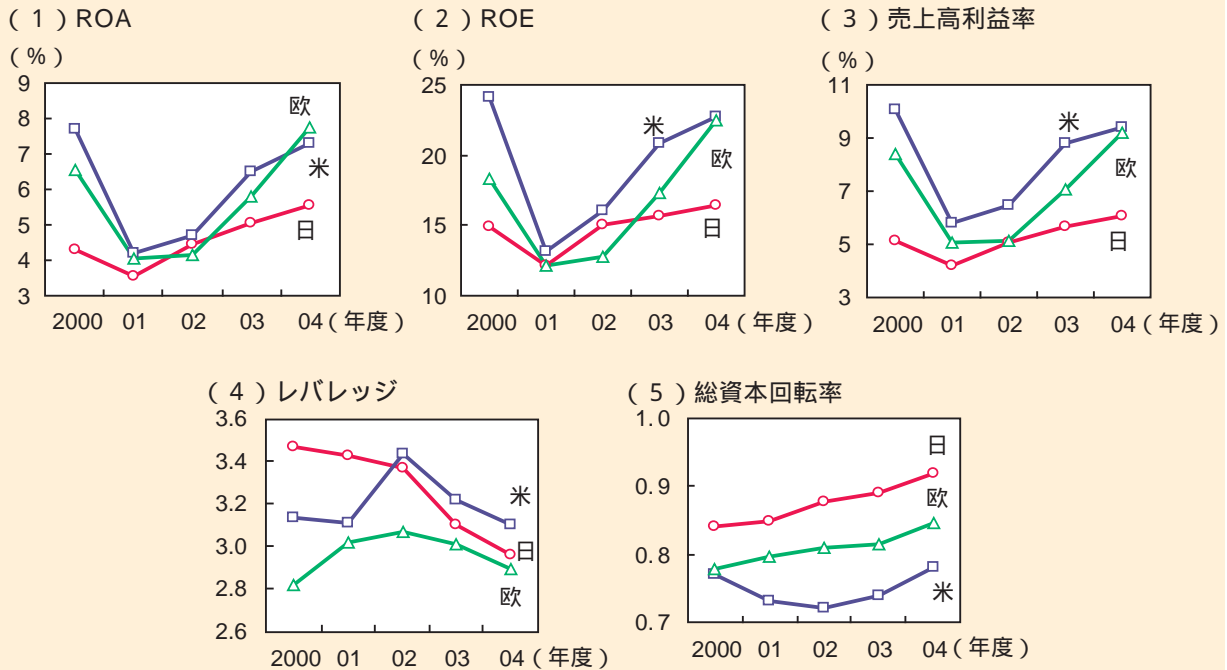 ( 1 ) ROA
( % )
9
8
7
6
5
4
3
欧
米
日
2000 01 02 03 04 ( 年度 )
( 2 ) ROE
( % )
25
20
15
10
米
欧
日
2000 01 02 03 04 ( 年度 )
( 3 ) 売上高利益率
( % )
11
9
7
5
3
米
欧
日
2000 01 02 03 04 ( 年度 )
( 4 ) レバレッジ
3.6
3.4
3.2
3.0
2.8
2.6
米
日
欧
2000 01 02 03 04 ( 年度 )
( 5 ) 総資本回転率
1.0
0.9
0.8
0.7
日
欧
米
2000 01 02 03 04 ( 年度 )